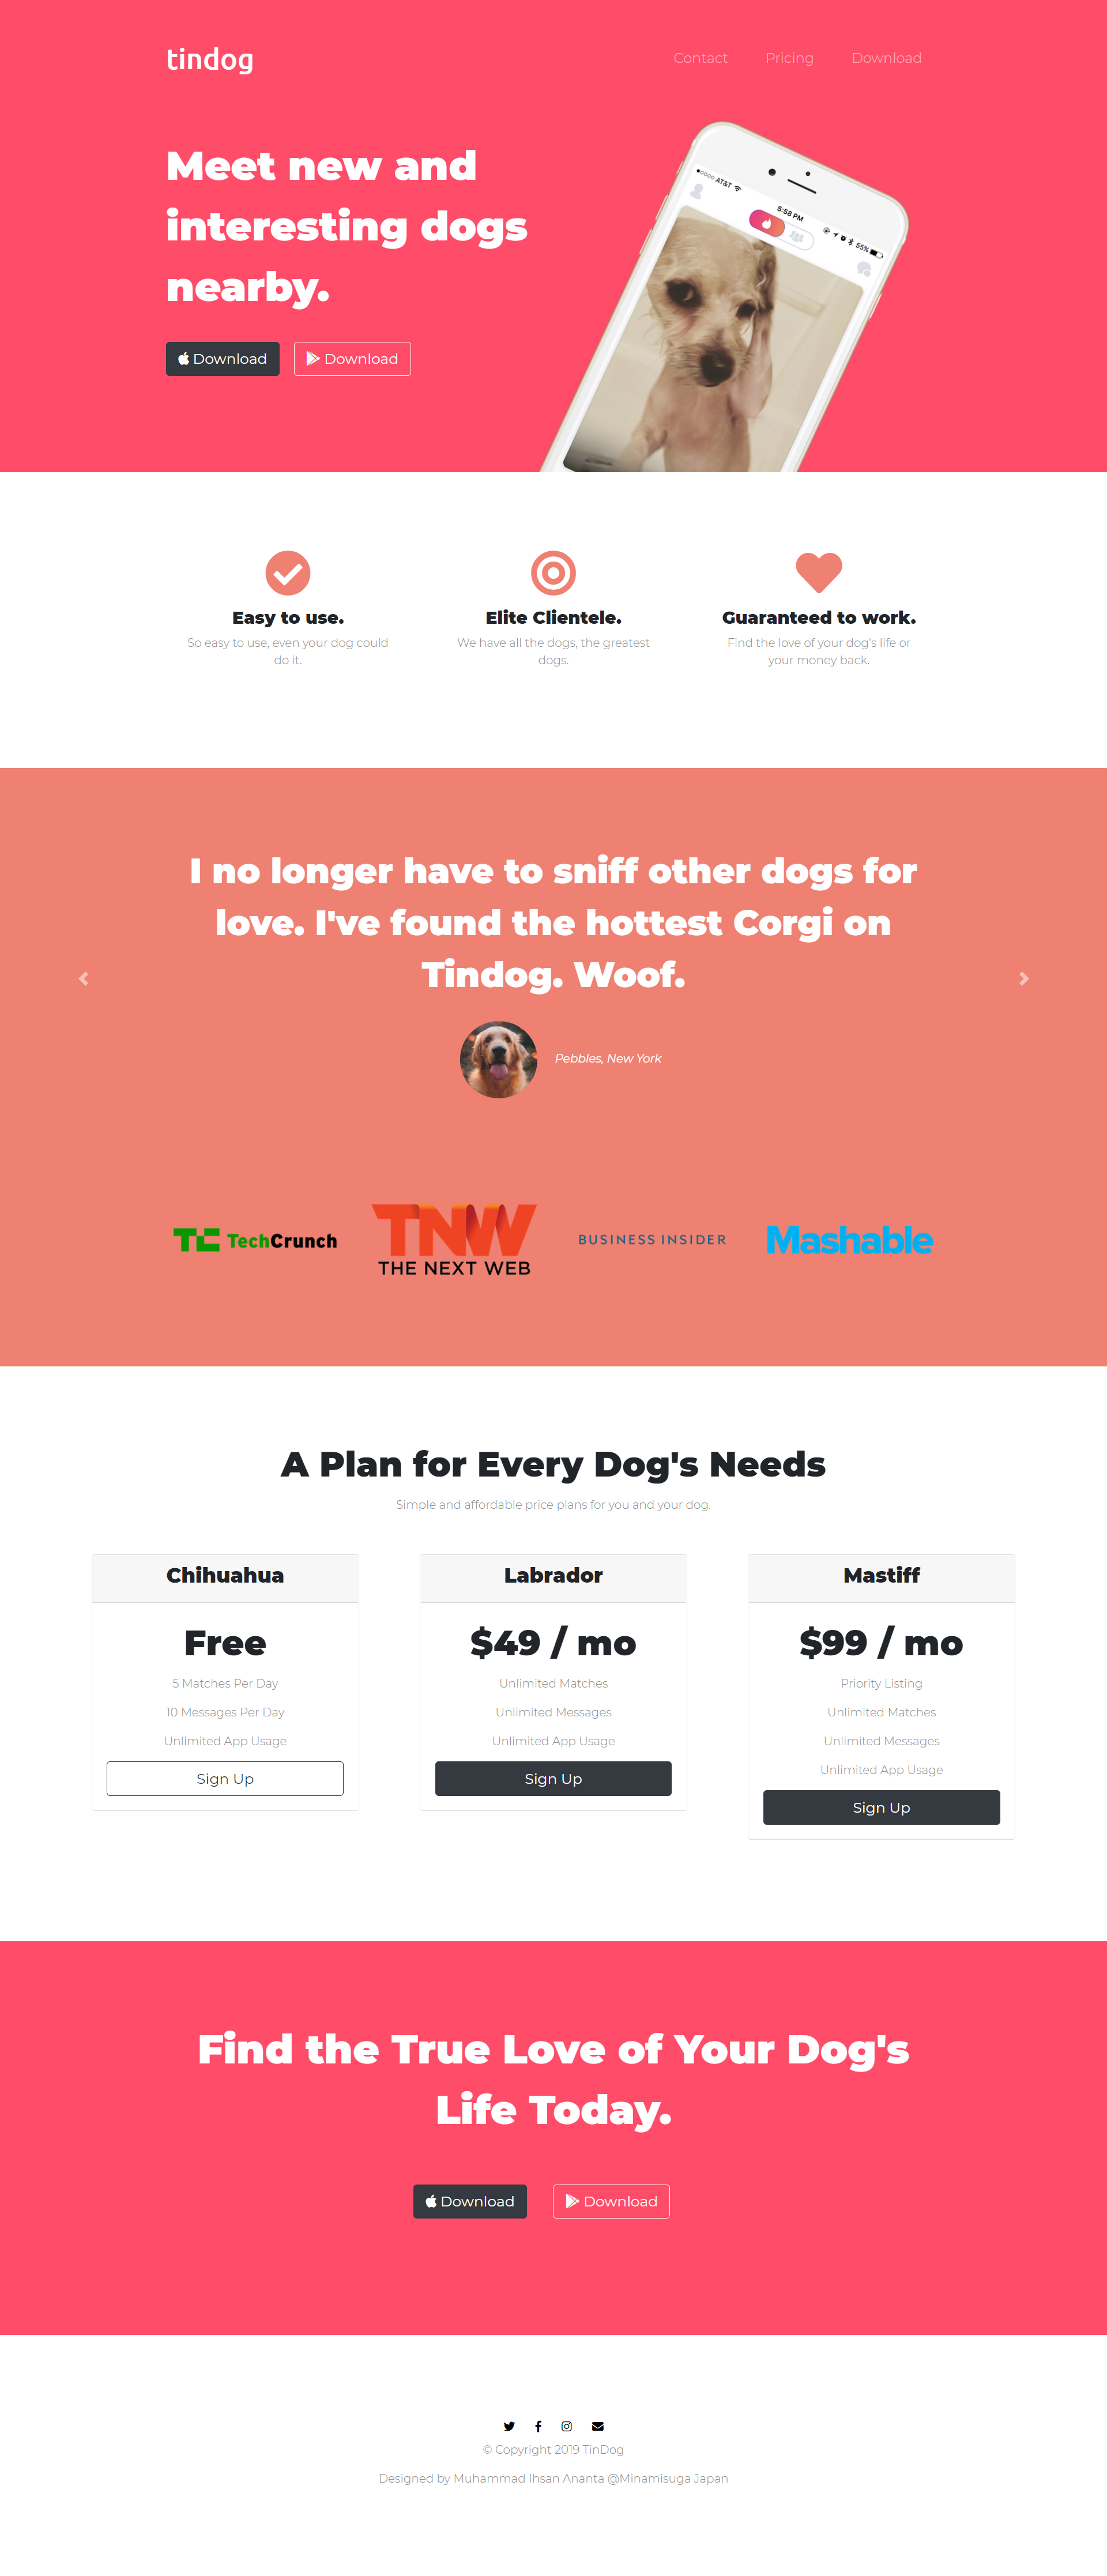 tindog
Contact Pricing Download
Meet new and
interesting dogs
nearby.
Download Download
AT&T 5:58 PM 55%
Easy to use. Elite Clientele. Guaranteed to work.
So easy to use, even your dog could
do it.
We have all the dogs, the greatest
dogs.
Find the love of your dog's life or
your money back.
I no longer have to sniff other dogs for
love. I've found the hottest Corgi on
Tindog. Woof.
Pebbles, New York
TC TechCrunch
TNW
THE NEXT WEB
BUSINESS INSIDER
Mashable
A Plan for Every Dog's Needs
Simple and affordable price plans for you and your dog.
Chihuahua
Free
5 Matches Per Day
10 Messages Per Day
Unlimited App Usage
Sign Up
Labrador
$49 / mo
Unlimited Matches
Unlimited Messages
Unlimited App Usage
Sign Up
Mastiff
$99 / mo
Priority Listing
Unlimited Matches
Unlimited Messages
Unlimited App Usage
Sign Up
Find the True Love of Your Dog's
Life Today.
Download Download
© Copyright 2019 TinDog
Designed by Muhammad Ihsan Ananta @Minamisuga Japan